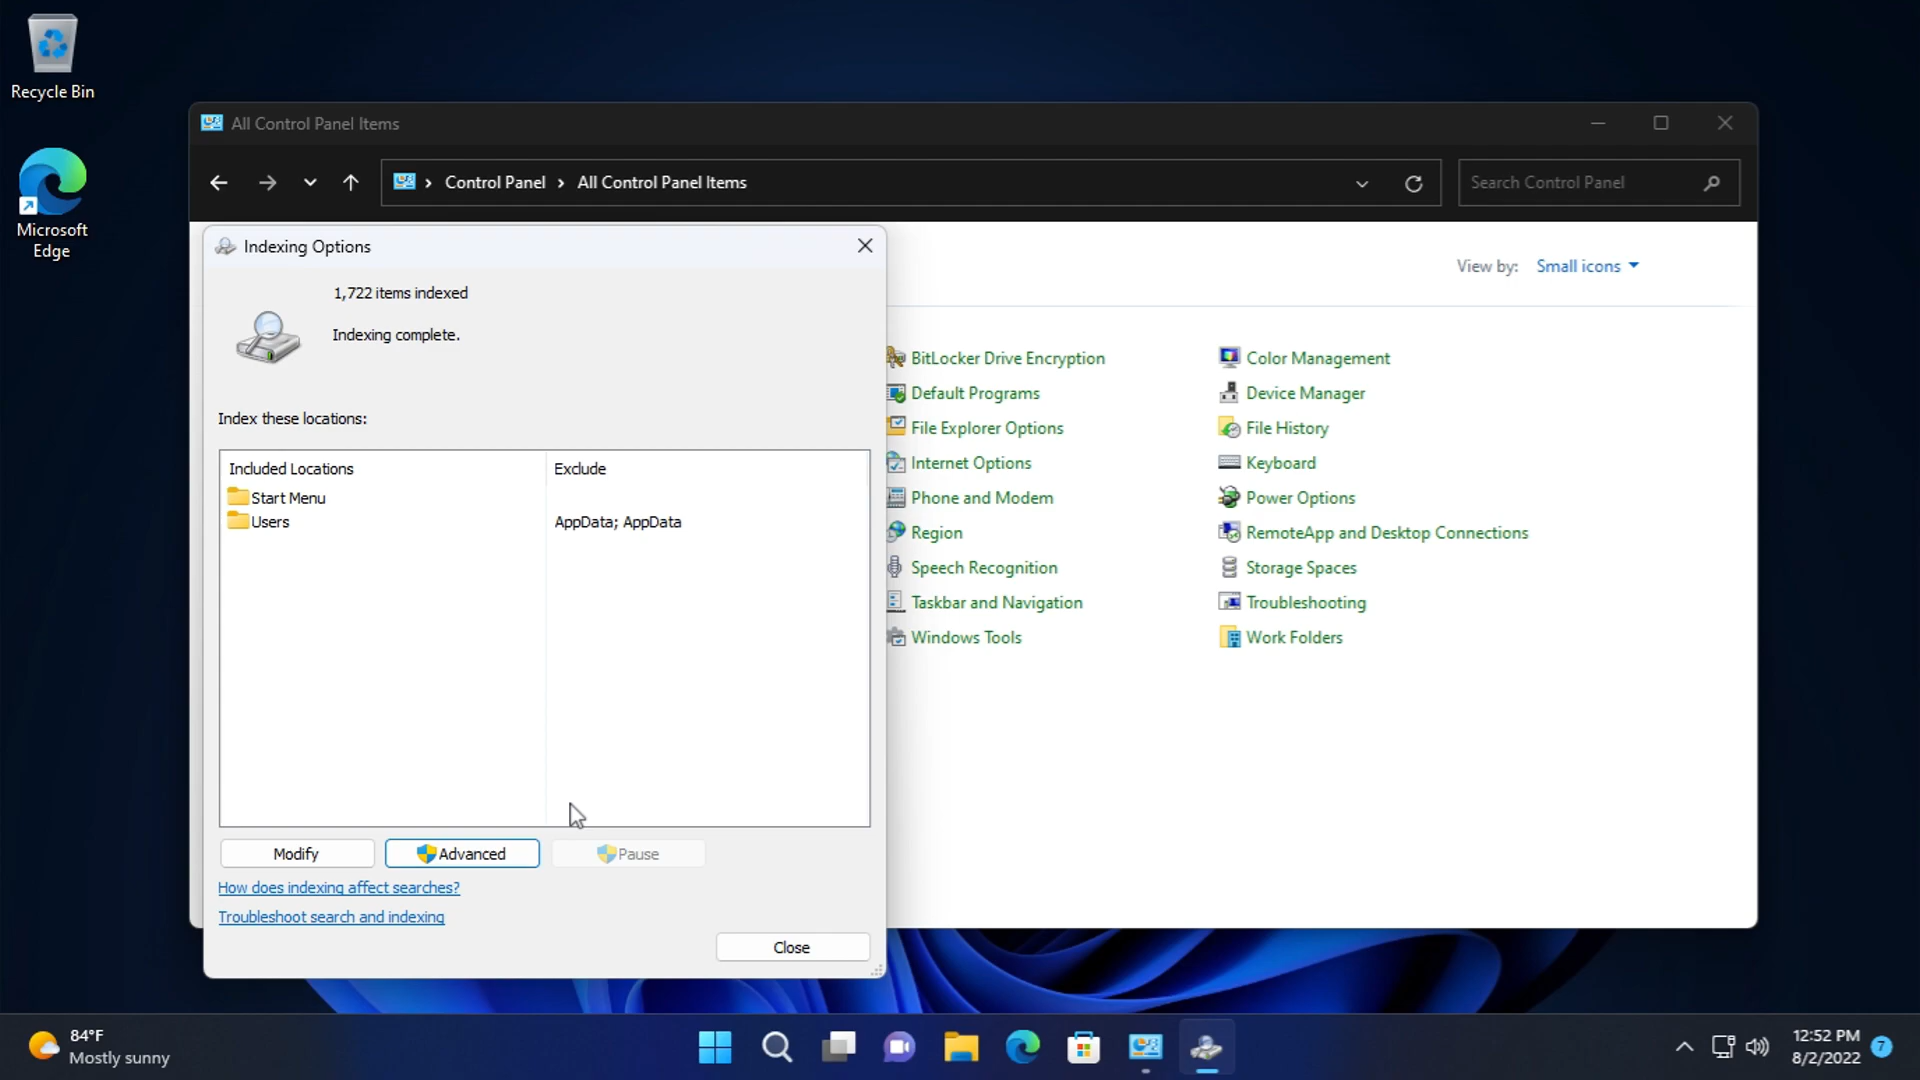 Recycle Bin
Microsoft
Edge
All Control Panel Items
Control Panel
All Control Panel Items
Search Control Panel
Indexing Options
1,722 items indexed
Indexing complete.
Index these locations:
Included Locations
Exclude
Start Menu
Users
AppData; AppData
Modify
Advanced
Pause
How does indexing affect searches?
Troubleshoot search and indexing
Close
View by:
Small icons
BitLocker Drive Encryption
Color Management
Default Programs
Device Manager
File Explorer Options
File History
Internet Options
Keyboard
Phone and Modem
Power Options
Region
RemoteApp and Desktop Connections
Speech Recognition
Storage Spaces
Taskbar and Navigation
Troubleshooting
Windows Tools
Work Folders
84°F
Mostly sunny
12:52 PM
8/2/2022
7